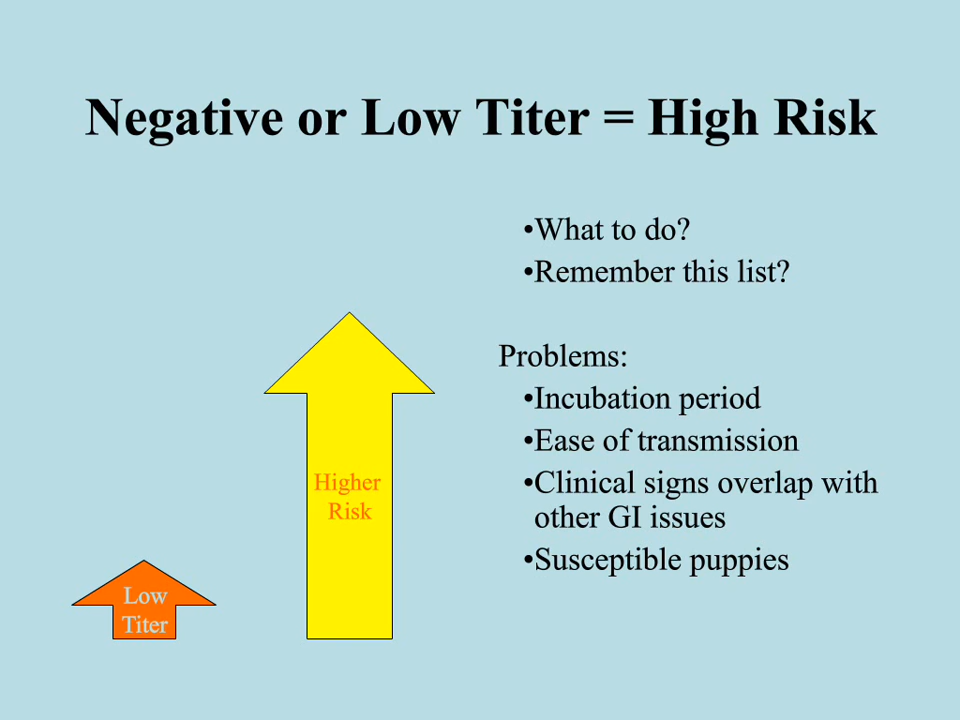 Negative or Low Titer = High Risk
•What to do?
•Remember this list?
Problems:
•Incubation period
•Ease of transmission
•Clinical signs overlap with
other GI issues
•Susceptible puppies
Higher
Risk
Low
Titer